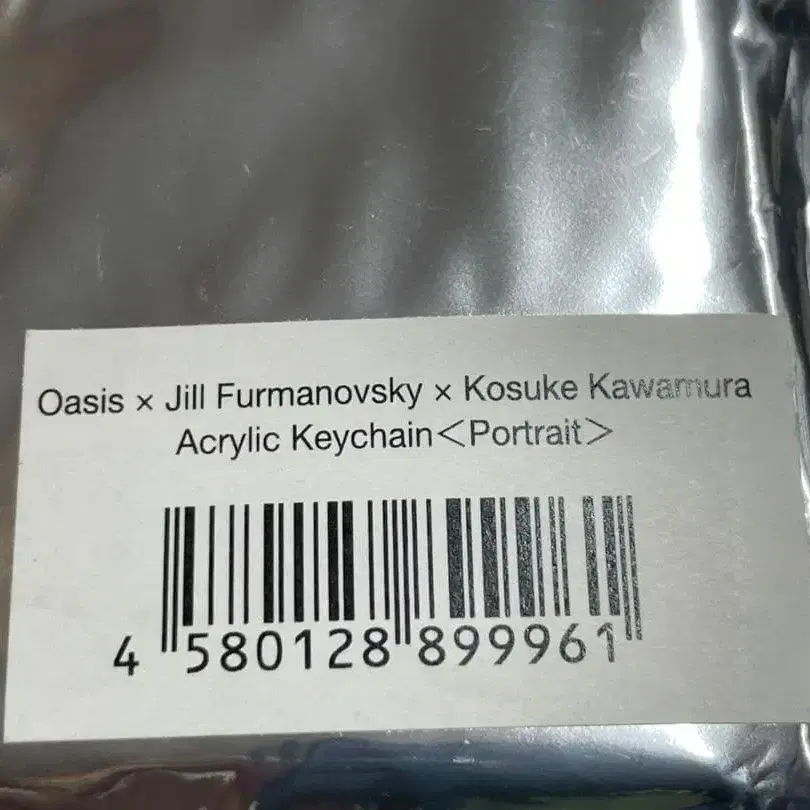 Oasis × Jill Furmanovsky × Kosuke Kawamura
Acrylic Keychain＜Portrait＞
4 580128 899961